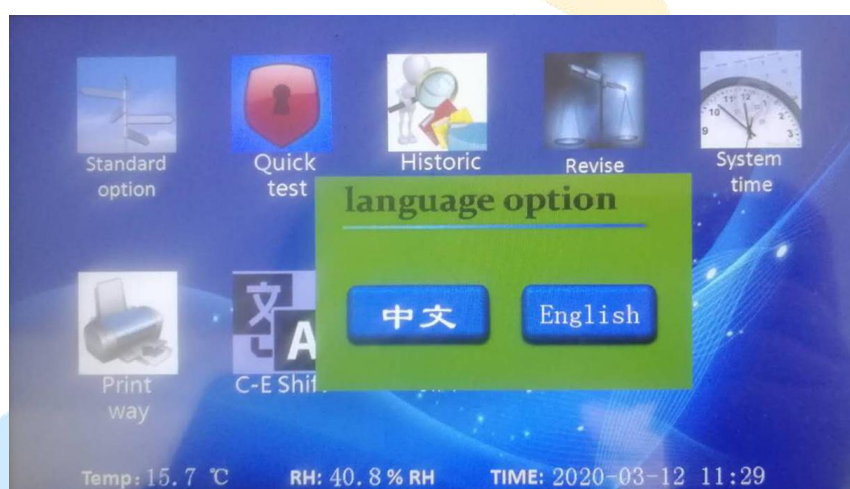 Standard
option
Quick
test
Historic
Revise
System
time
language option
中文
English
Print
way
C-E Shif
Temp: 15.7 ℃ RH: 40.8% RH TIME: 2020-03-12 11:29